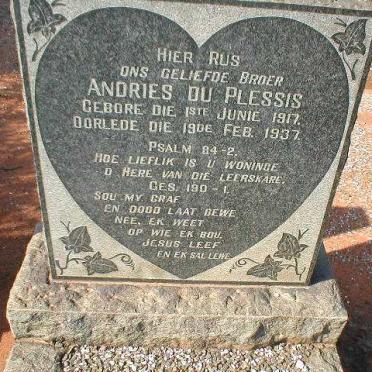 HIER RUS
ONS GELIEFDE BROER
ANDRIES DU PLESSIS
GEBORE DIE 1STE JUNIE 1917.
OORLEDE DIE 19DE FEB. 1937.
PSALM 84-2.
HOE LIEFLIK IS U WONINGE
O HERE VAN DIE LEERSKARE.
GES. 190-1.
SOU MY GRAF
EN DOOD LAAT BEWE
NEE, EK WEET
OP WIE EK BOU,
JESUS LEEF
EN EK SAL LEWE.